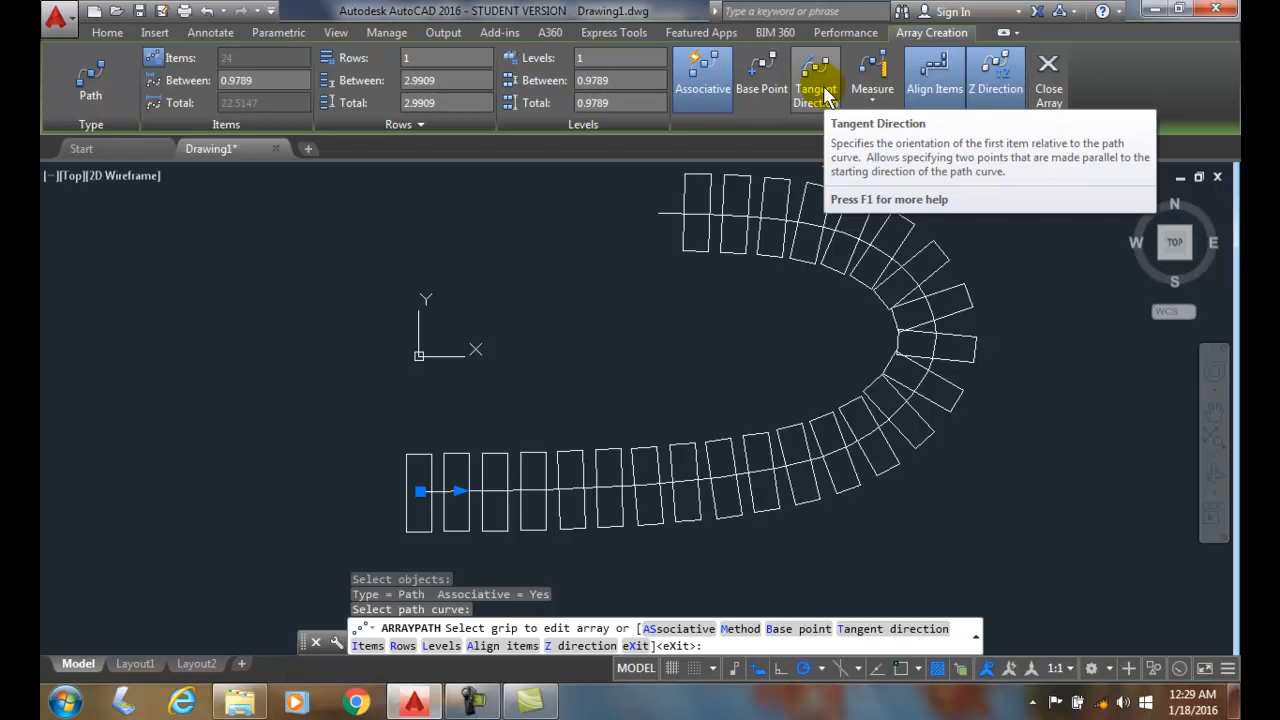 Autodesk AutoCAD 2016 - STUDENT VERSION Drawing1.dwg
Type a keyword or phrase
Sign In
Home Insert Annotate Parametric View Manage Output Add-ins A360 Express Tools Featured Apps BIM 360 Performance Array Creation
Path
Type
Items: 24
Between: 0.9789
Total: 22.5147
Items
Rows: 1
Between: 2.9909
Total: 2.9909
Rows
Levels: 1
Between: 0.9789
Total: 0.9789
Levels
Associative
Base Point
Tangent
Direction
Measure
Align Items
Z Direction
Close
Array
Start
Drawing1*
Tangent Direction
Specifies the orientation of the first item relative to the path
curve. Allows specifying two points that are made parallel to the
starting direction of the path curve.
Press F1 for more help
[−][Top][2D Wireframe]
N
W TOP E
S
WCS
Y
X
Select objects:
Type = Path Associative = Yes
Select path curve:
ARRAYPATH Select grip to edit array or [ASsociative Method Base point Tangent direction
Items Rows Levels Align items Z direction eXit]<eXit>:
Model Layout1 Layout2
MODEL
1:1
12:29 AM
1/18/2016